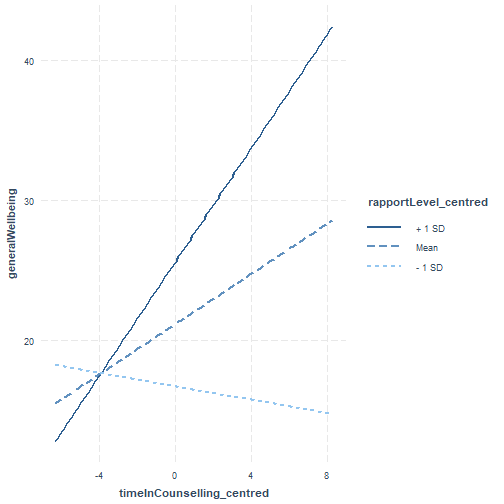 40
30
20
generalWellbeing
-4
0
4
8
timeInCounselling_centred
rapportLevel_centred
+ 1 SD
Mean
- 1 SD